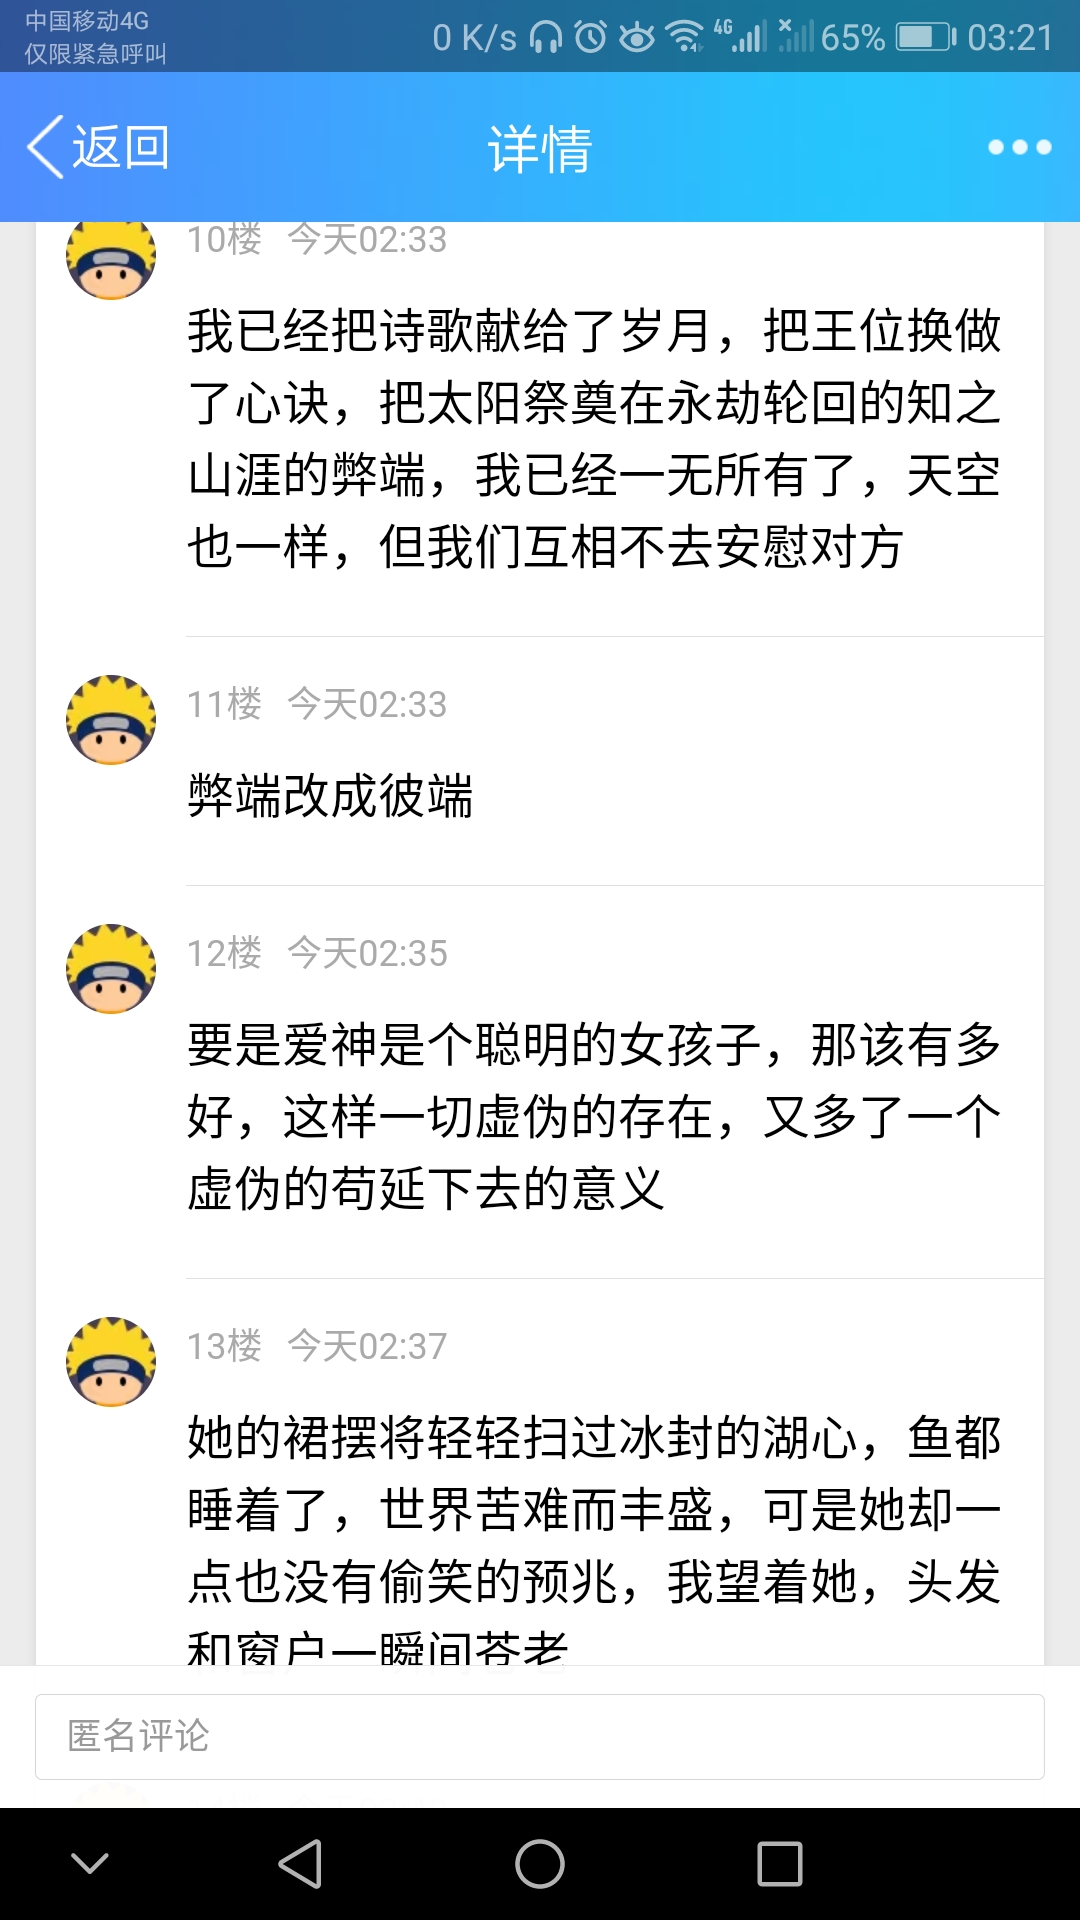 中国移动4G
仅限紧急呼叫
0 K/s 4G 65% 03:21
返回 详情
10楼 今天02:33
我已经把诗歌献给了岁月，把王位换做
了心诀，把太阳祭奠在永劫轮回的知之
山涯的弊端，我已经一无所有了，天空
也一样，但我们互相不去安慰对方
11楼 今天02:33
弊端改成彼端
12楼 今天02:35
要是爱神是个聪明的女孩子，那该有多
好，这样一切虚伪的存在，又多了一个
虚伪的苟延下去的意义
13楼 今天02:37
她的裙摆将轻轻扫过冰封的湖心，鱼都
睡着了，世界苦难而丰盛，可是她却一
点也没有偷笑的预兆，我望着她，头发
和窗户一瞬间苍老
匿名评论